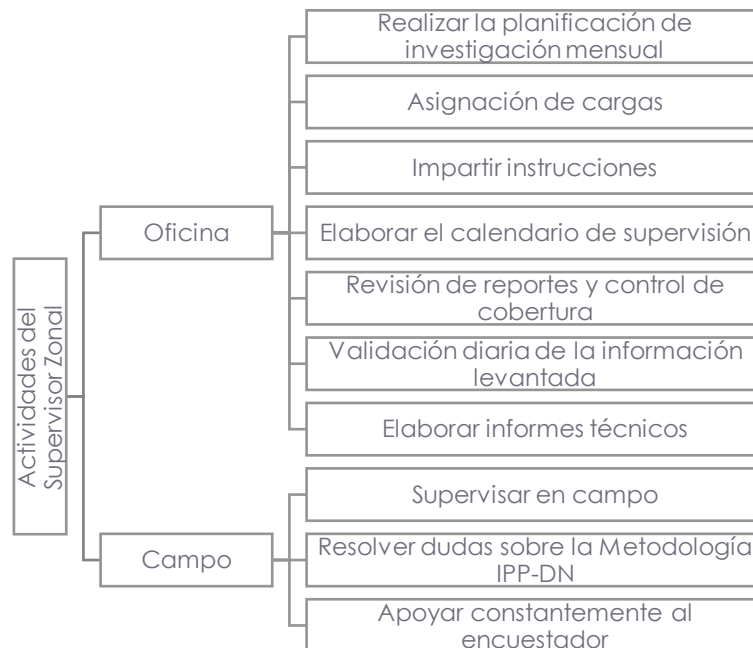 Actividades del
Supervisor Zonal
Oficina
Realizar la planificación de
investigación mensual
Asignación de cargas
Impartir instrucciones
Elaborar el calendario de supervisión
Revisión de reportes y control de
cobertura
Validación diaria de la información
levantada
Elaborar informes técnicos
Campo
Supervisar en campo
Resolver dudas sobre la Metodología
IPP-DN
Apoyar constantemente al
encuestador